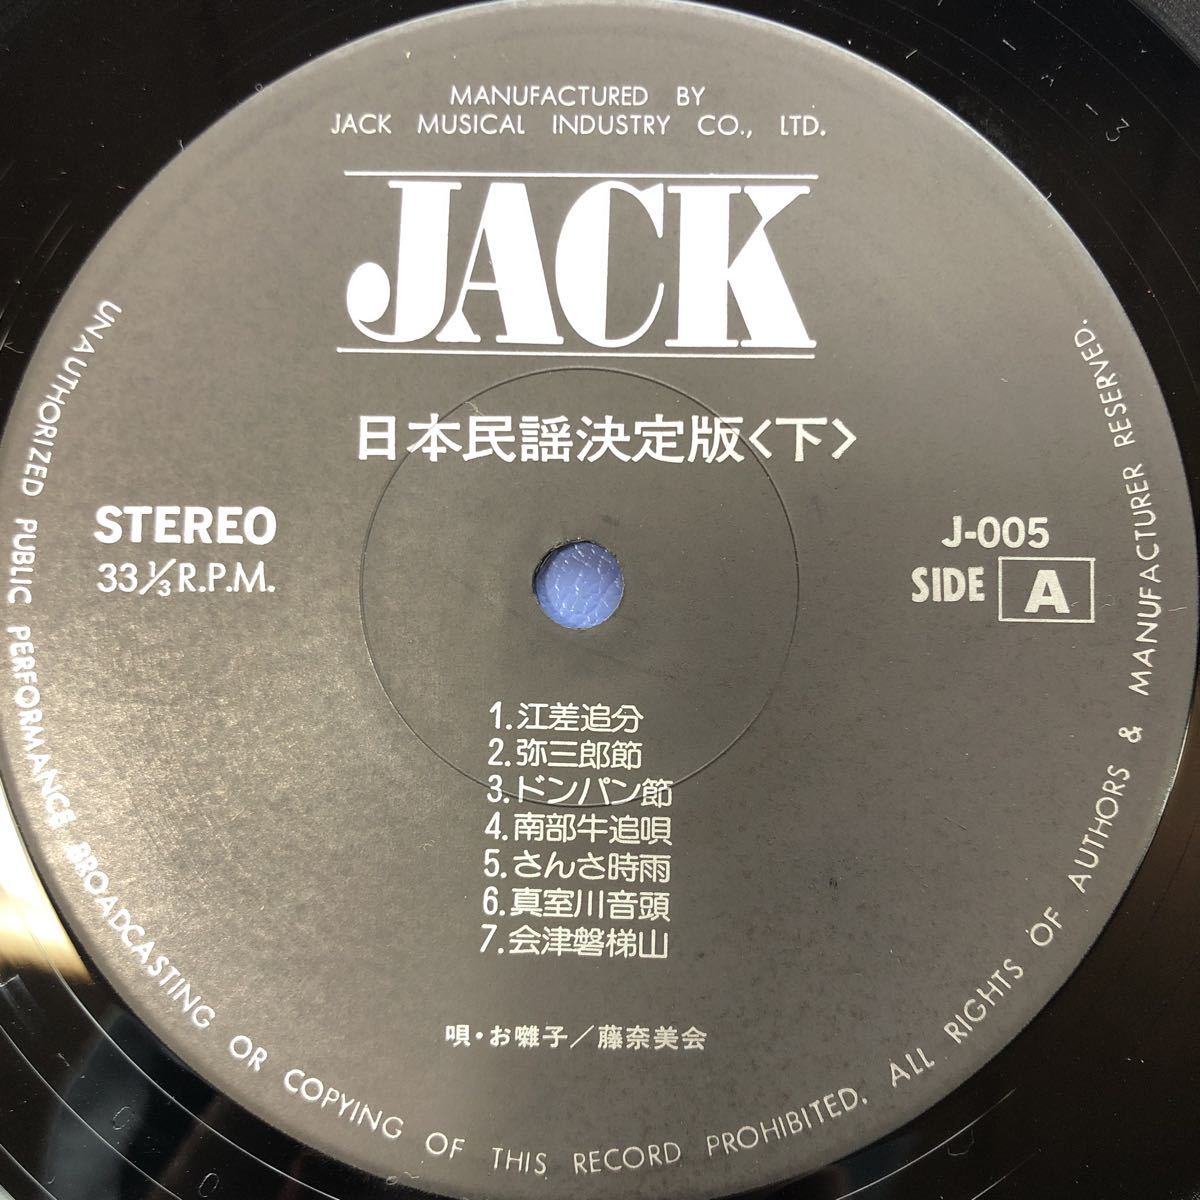 MANUFACTURED BY
JACK MUSICAL INDUSTRY CO., LTD.
JACK
日本民謡決定版〈下〉
STEREO
33 1/3 R.P.M.
J-005
SIDE A
1.江差追分
2.弥三郎節
3.ドンパン節
4.南部牛追唄
5.さんさ時雨
6.真室川音頭
7.会津磐梯山
唄・お囃子／藤奈美会
UNAUTHORIZED PUBLIC PERFORMANCE BROADCASTING OR COPYING OF THIS RECORD PROHIBITED. ALL RIGHTS OF AUTHORS & MANUFACTURER RESERVED.